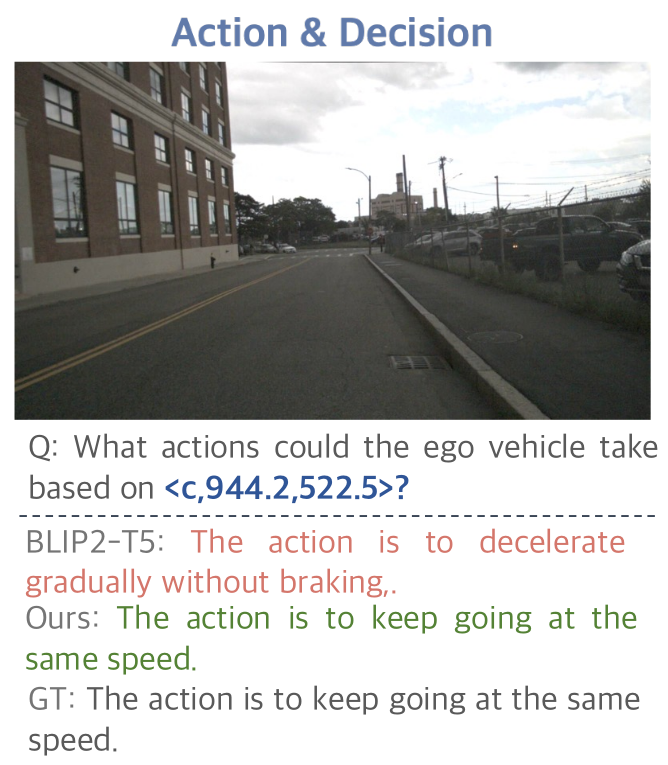 Action & Decision
Q: What actions could the ego vehicle take
based on <c,944.2,522.5>?
BLIP2-T5: The action is to decelerate
gradually without braking,.
Ours: The action is to keep going at the
same speed.
GT: The action is to keep going at the same
speed.